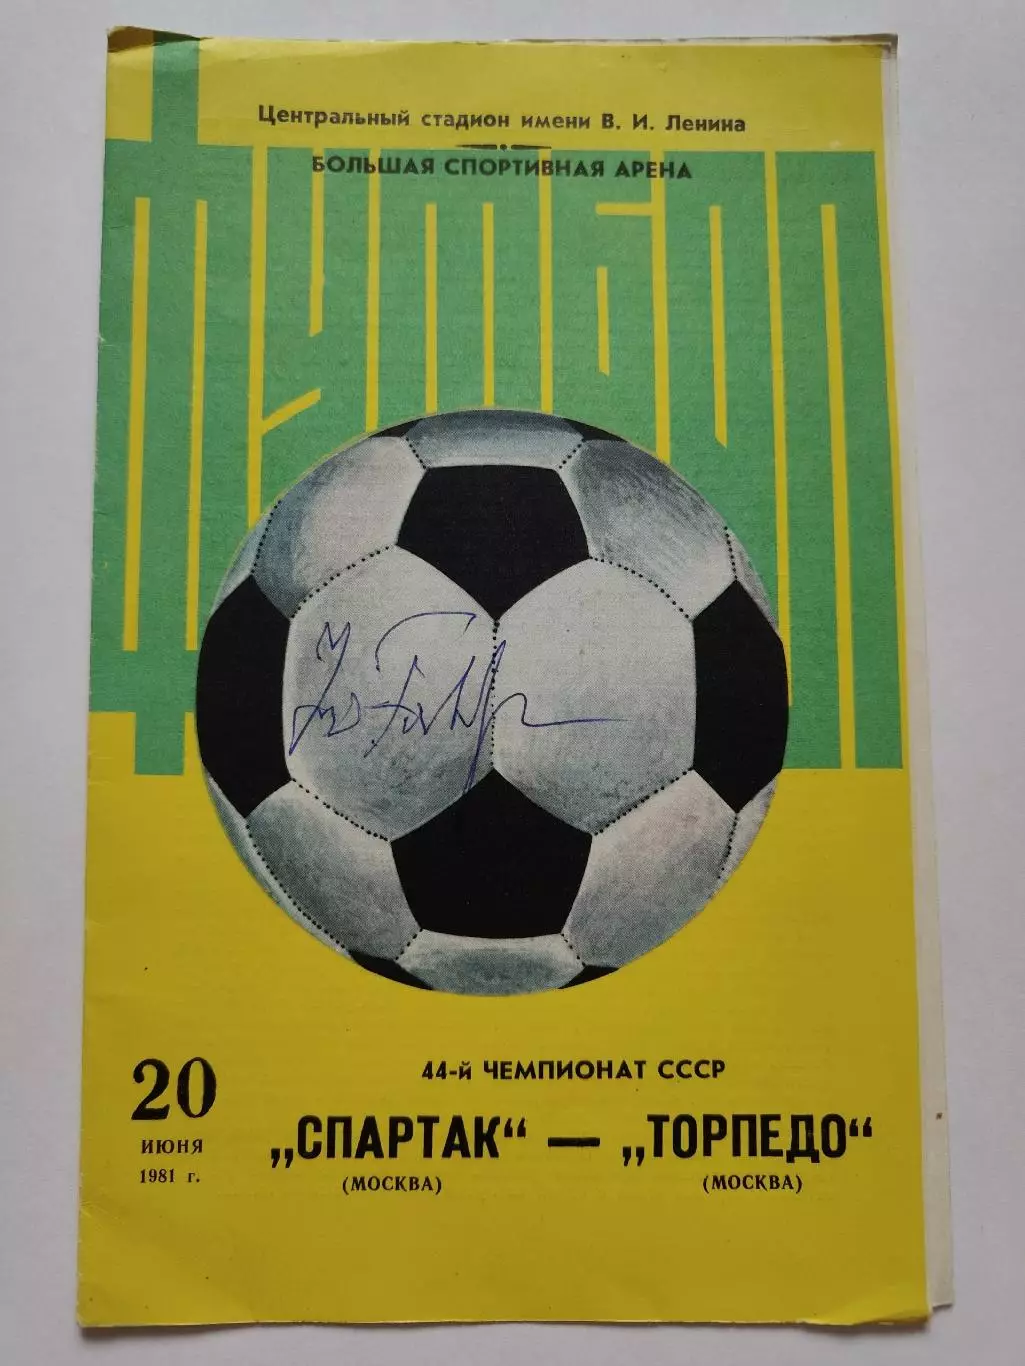 Центральный стадион имени В. И. Ленина
БОЛЬШАЯ СПОРТИВНАЯ АРЕНА
ФУТБОЛ
44-й ЧЕМПИОНАТ СССР
20
ИЮНЯ
1981 г.
„СПАРТАК“ — „ТОРПЕДО“
(МОСКВА) (МОСКВА)